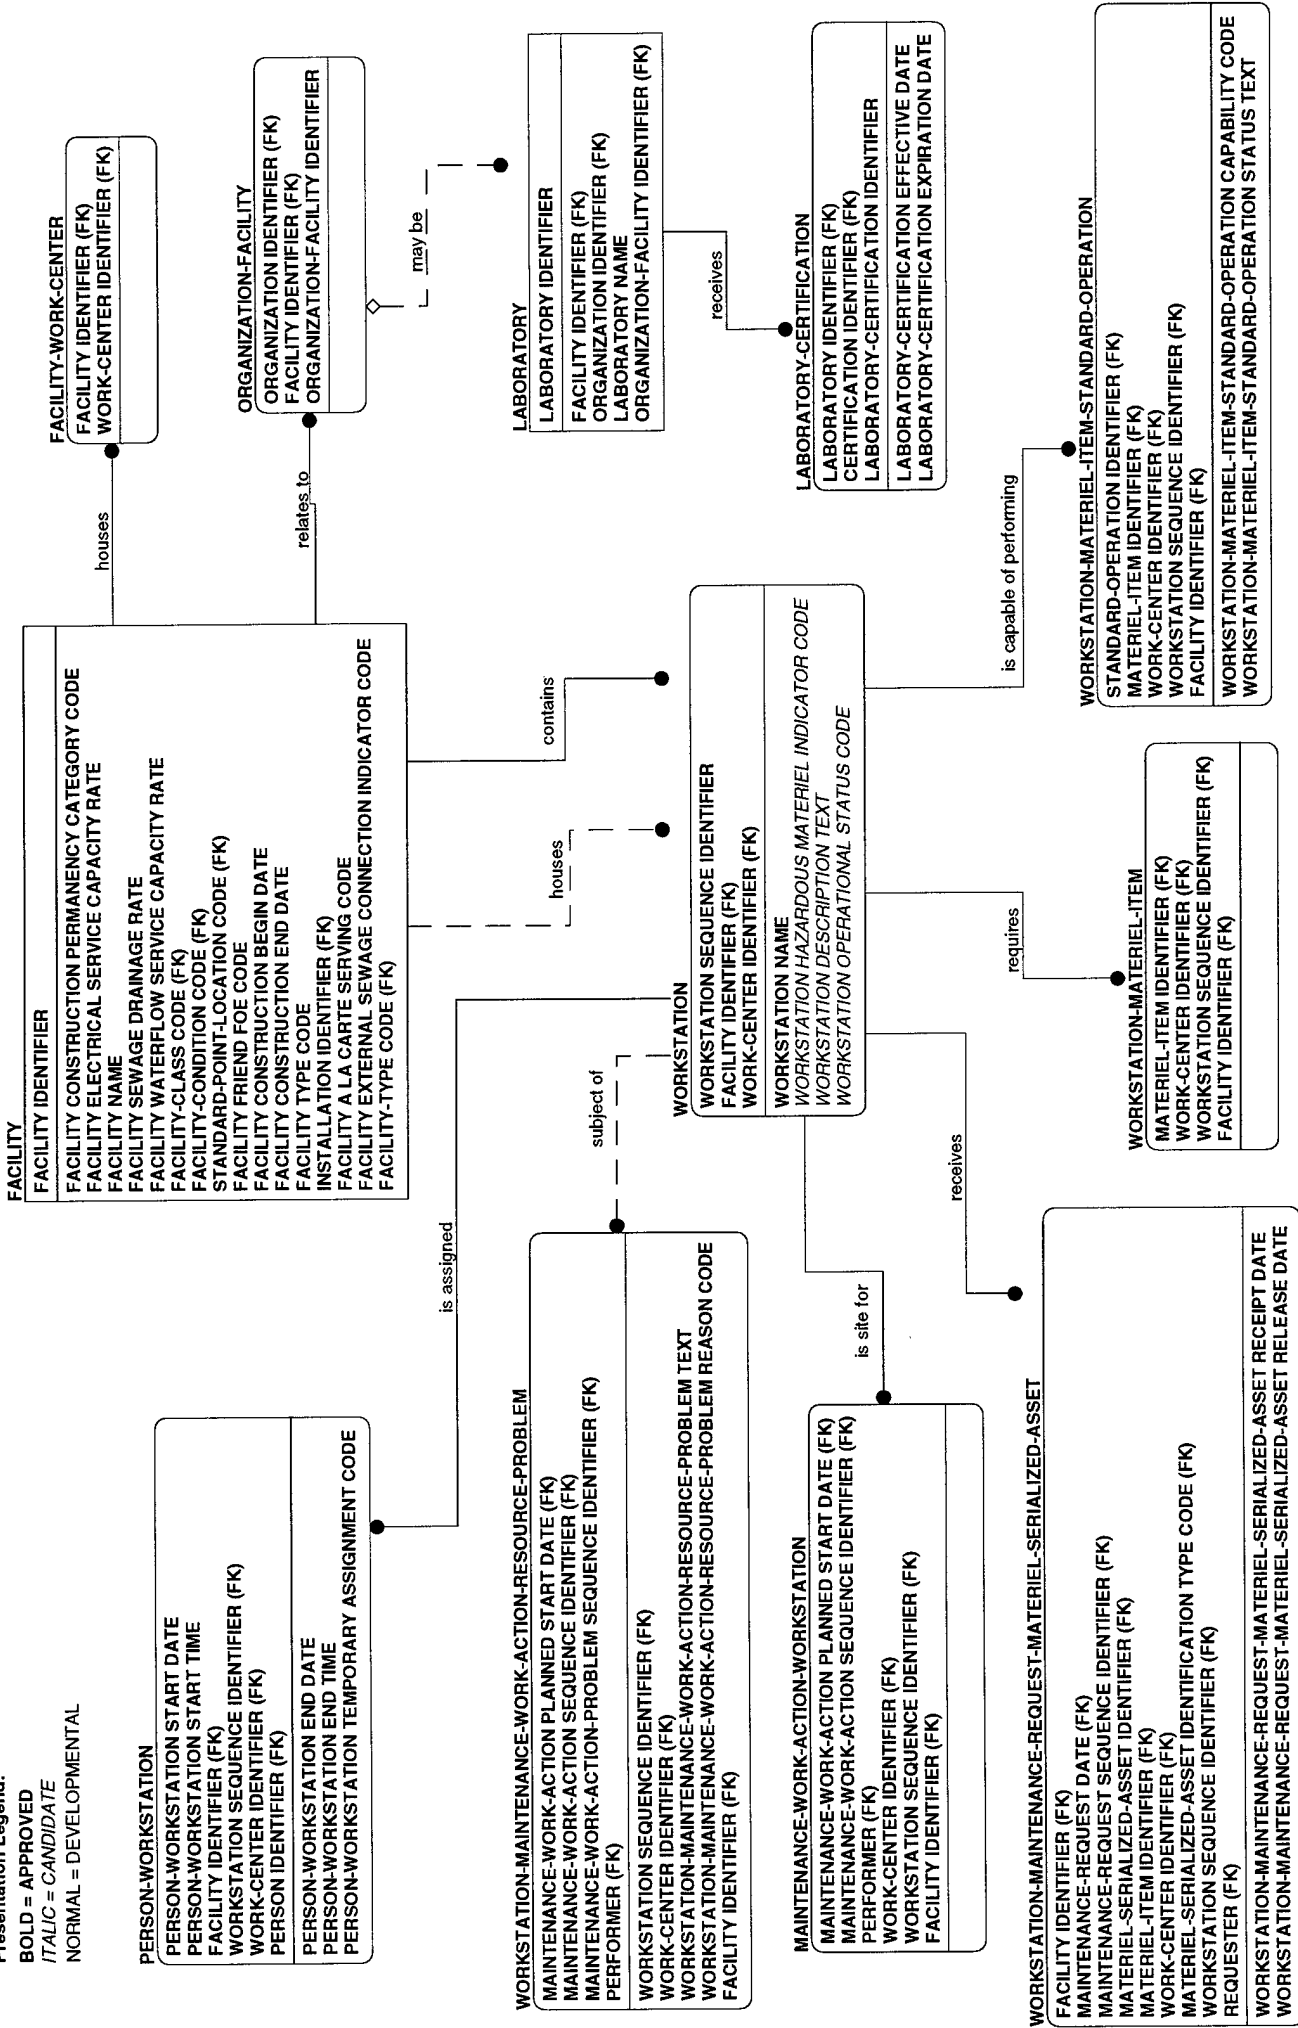 Presentation Legend:
BOLD = APPROVED
ITALIC = CANDIDATE
NORMAL = DEVELOPMENTAL
FACILITY
FACILITY IDENTIFIER
FACILITY CONSTRUCTION PERMANENCY CATEGORY CODE
FACILITY ELECTRICAL SERVICE CAPACITY RATE
FACILITY NAME
FACILITY SEWAGE DRAINAGE RATE
FACILITY WATERFLOW SERVICE CAPACITY RATE
FACILITY-CLASS CODE (FK)
FACILITY-CONDITION CODE (FK)
STANDARD-POINT-LOCATION CODE (FK)
FACILITY FRIEND FOE CODE
FACILITY CONSTRUCTION BEGIN DATE
FACILITY CONSTRUCTION END DATE
FACILITY TYPE CODE
INSTALLATION IDENTIFIER (FK)
FACILITY A LA CARTE SERVING CODE
FACILITY EXTERNAL SEWAGE CONNECTION INDICATOR CODE
FACILITY-TYPE CODE (FK)
houses
FACILITY-WORK-CENTER
FACILITY IDENTIFIER (FK)
WORK-CENTER IDENTIFIER (FK)
relates to
ORGANIZATION-FACILITY
ORGANIZATION IDENTIFIER (FK)
FACILITY IDENTIFIER (FK)
ORGANIZATION-FACILITY IDENTIFIER
may be
LABORATORY
LABORATORY IDENTIFIER
FACILITY IDENTIFIER (FK)
ORGANIZATION IDENTIFIER (FK)
LABORATORY NAME
ORGANIZATION-FACILITY IDENTIFIER (FK)
receives
LABORATORY-CERTIFICATION
LABORATORY IDENTIFIER (FK)
CERTIFICATION IDENTIFIER (FK)
LABORATORY-CERTIFICATION IDENTIFIER
LABORATORY-CERTIFICATION EFFECTIVE DATE
LABORATORY-CERTIFICATION EXPIRATION DATE
PERSON-WORKSTATION
PERSON-WORKSTATION START DATE
PERSON-WORKSTATION START TIME
FACILITY IDENTIFIER (FK)
WORKSTATION SEQUENCE IDENTIFIER (FK)
WORK-CENTER IDENTIFIER (FK)
PERSON IDENTIFIER (FK)
PERSON-WORKSTATION END DATE
PERSON-WORKSTATION END TIME
PERSON-WORKSTATION TEMPORARY ASSIGNMENT CODE
is assigned
houses
contains
WORKSTATION-MAINTENANCE-WORK-ACTION-RESOURCE-PROBLEM
MAINTENANCE-WORK-ACTION PLANNED START DATE (FK)
MAINTENANCE-WORK-ACTION SEQUENCE IDENTIFIER (FK)
MAINTENANCE-WORK-ACTION-PROBLEM SEQUENCE IDENTIFIER (FK)
PERFORMER (FK)
WORKSTATION SEQUENCE IDENTIFIER (FK)
WORK-CENTER IDENTIFIER (FK)
WORKSTATION-MAINTENANCE-WORK-ACTION-RESOURCE-PROBLEM TEXT
WORKSTATION-MAINTENANCE-WORK-ACTION-RESOURCE-PROBLEM REASON CODE
FACILITY IDENTIFIER (FK)
subject of
WORKSTATION
WORKSTATION SEQUENCE IDENTIFIER
FACILITY IDENTIFIER (FK)
WORK-CENTER IDENTIFIER (FK)
WORKSTATION NAME
WORKSTATION HAZARDOUS MATERIEL INDICATOR CODE
WORKSTATION DESCRIPTION TEXT
WORKSTATION OPERATIONAL STATUS CODE
MAINTENANCE-WORK-ACTION-WORKSTATION
MAINTENANCE-WORK-ACTION PLANNED START DATE (FK)
MAINTENANCE-WORK-ACTION SEQUENCE IDENTIFIER (FK)
PERFORMER (FK)
WORK-CENTER IDENTIFIER (FK)
WORKSTATION SEQUENCE IDENTIFIER (FK)
FACILITY IDENTIFIER (FK)
is site for
receives
requires
is capable of performing
WORKSTATION-MAINTENANCE-REQUEST-MATERIEL-SERIALIZED-ASSET
FACILITY IDENTIFIER (FK)
MAINTENANCE-REQUEST DATE (FK)
MAINTENANCE-REQUEST SEQUENCE IDENTIFIER (FK)
MATERIEL-SERIALIZED-ASSET IDENTIFIER (FK)
MATERIEL-ITEM IDENTIFIER (FK)
WORK-CENTER IDENTIFIER (FK)
MATERIEL-SERIALIZED-ASSET IDENTIFICATION TYPE CODE (FK)
WORKSTATION SEQUENCE IDENTIFIER (FK)
REQUESTER (FK)
WORKSTATION-MAINTENANCE-REQUEST-MATERIEL-SERIALIZED-ASSET RECEIPT DATE
WORKSTATION-MAINTENANCE-REQUEST-MATERIEL-SERIALIZED-ASSET RELEASE DATE
WORKSTATION-MATERIEL-ITEM
MATERIEL-ITEM IDENTIFIER (FK)
WORK-CENTER IDENTIFIER (FK)
WORKSTATION SEQUENCE IDENTIFIER (FK)
FACILITY IDENTIFIER (FK)
WORKSTATION-MATERIEL-ITEM-STANDARD-OPERATION
STANDARD-OPERATION IDENTIFIER (FK)
MATERIEL-ITEM IDENTIFIER (FK)
WORK-CENTER IDENTIFIER (FK)
WORKSTATION SEQUENCE IDENTIFIER (FK)
FACILITY IDENTIFIER (FK)
WORKSTATION-MATERIEL-ITEM-STANDARD-OPERATION CAPABILITY CODE
WORKSTATION-MATERIEL-ITEM-STANDARD-OPERATION STATUS TEXT